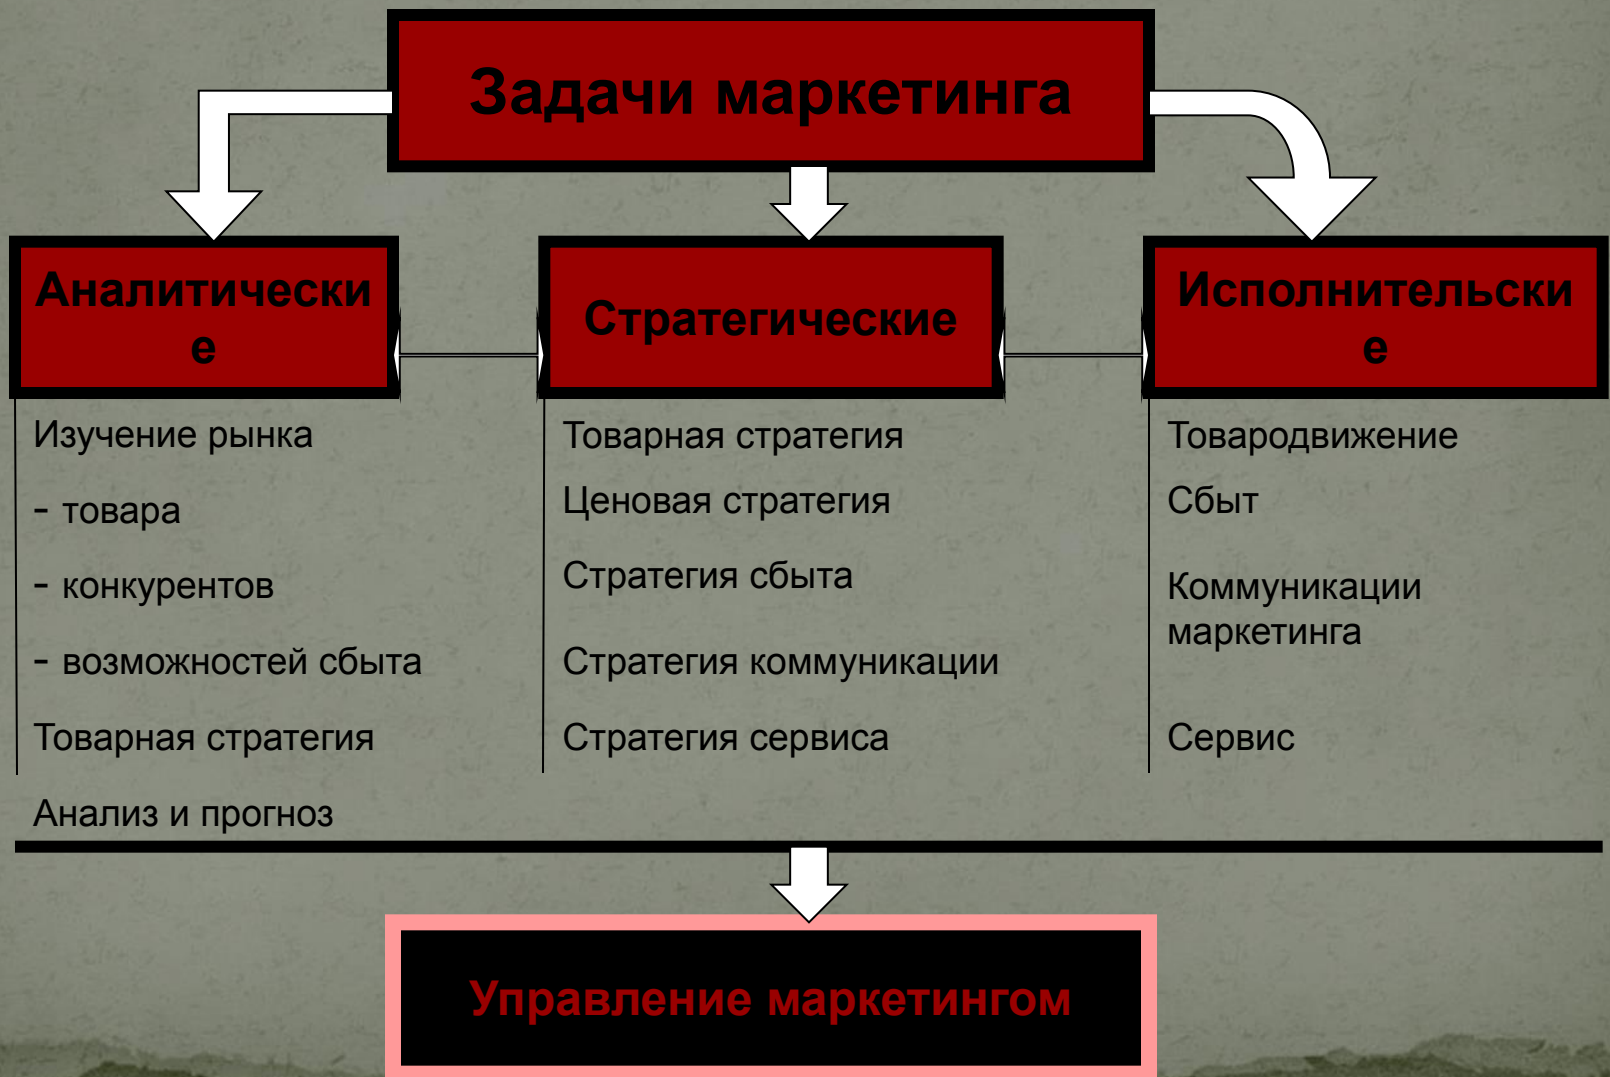 Задачи маркетинга
Аналитически
е
Стратегические
Исполнительски
е
Изучение рынка
- товара
- конкурентов
- возможностей сбыта
Товарная стратегия
Анализ и прогноз
Товарная стратегия
Ценовая стратегия
Стратегия сбыта
Стратегия коммуникации
Стратегия сервиса
Товародвижение
Сбыт
Коммуникации
маркетинга
Сервис
Управление маркетингом